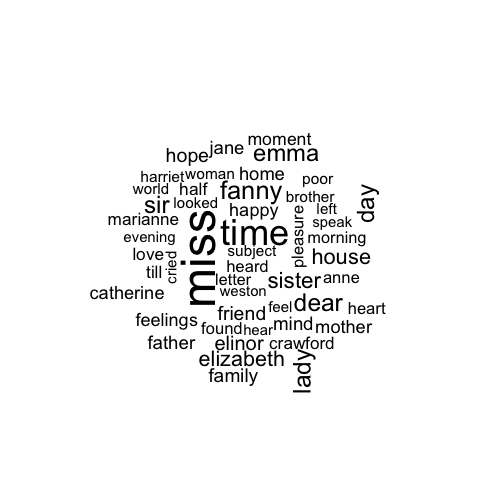 moment
jane
hope
emma
harriet
woman
home
poor
world
half
fanny
brother
day
sir
looked
happy
left
marianne
miss
time
pleasure
speak
evening
subject
morning
love
cried
heard
house
till
letter
sister
anne
catherine
weston
feel
dear
heart
feelings
friend
found
hear
mind
mother
father
elinor
crawford
elizabeth
lady
family